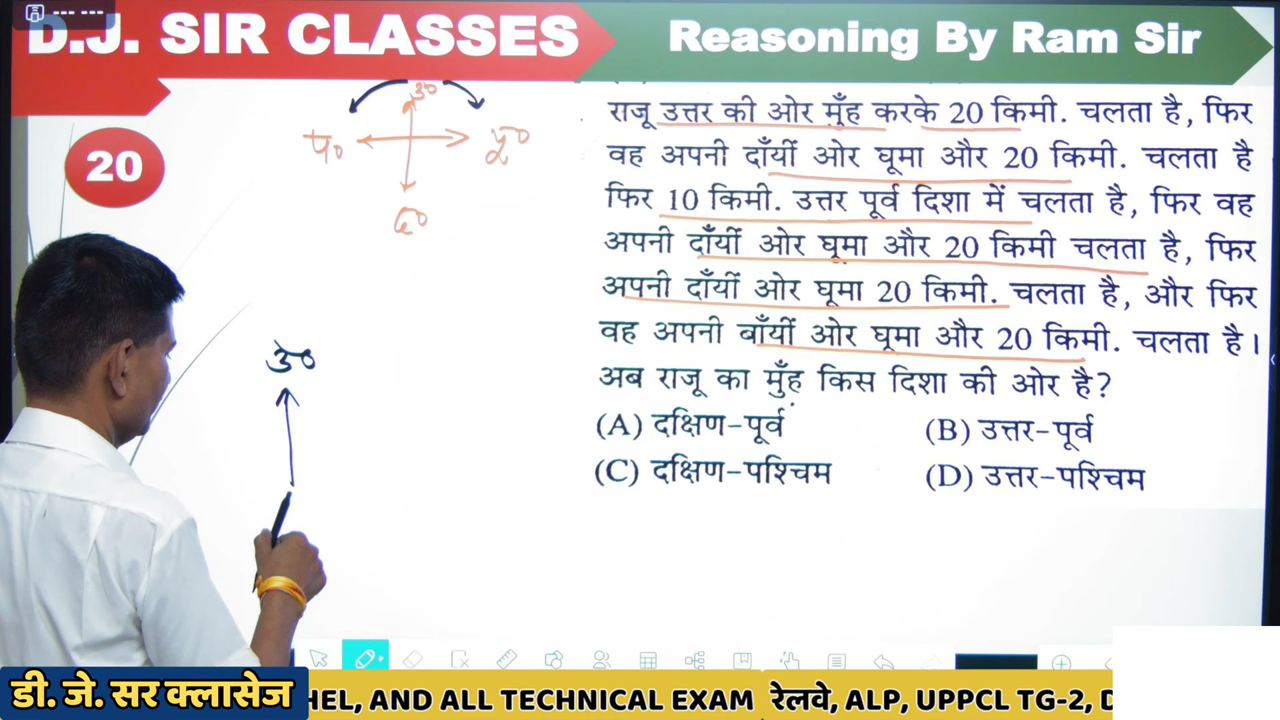 D.J. SIR CLASSES
Reasoning By Ram Sir
20
उ०
प०
पू०
द०
उ०
राजू उत्तर की ओर मुँह करके 20 किमी. चलता है, फिर
वह अपनी दाँयीं ओर घूमा और 20 किमी. चलता है
फिर 10 किमी. उत्तर पूर्व दिशा में चलता है, फिर वह
अपनी दाँयीं ओर घूमा और 20 किमी चलता है, फिर
अपनी दाँयीं ओर घूमा 20 किमी. चलता है, और फिर
वह अपनी बाँयीं ओर घूमा और 20 किमी. चलता है।
अब राजू का मुँह किस दिशा की ओर है?
(A) दक्षिण-पूर्व (B) उत्तर-पूर्व
(C) दक्षिण-पश्चिम (D) उत्तर-पश्चिम
डी. जे. सर क्लासेज
HEL, AND ALL TECHNICAL EXAM रेलवे, ALP, UPPCL TG-2, D